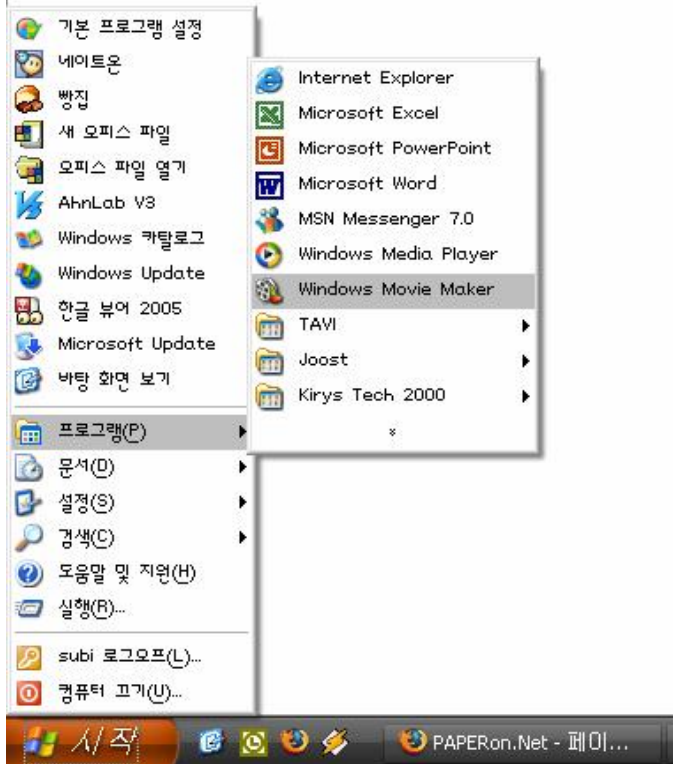 기본 프로그램 설정
네이트온
빵집
새 오피스 파일
오피스 파일 열기
AhnLab V3
Windows 카탈로그
Windows Update
한글 뷰어 2005
Microsoft Update
바탕 화면 보기
프로그램(P)
문서(D)
설정(S)
검색(C)
도움말 및 지원(H)
실행(R)...
subi 로그오프(L)...
컴퓨터 끄기(U)...
Internet Explorer
Microsoft Excel
Microsoft PowerPoint
Microsoft Word
MSN Messenger 7.0
Windows Media Player
Windows Movie Maker
TAVI
Joost
Kirys Tech 2000
시작
PAPERon.Net - 페이...